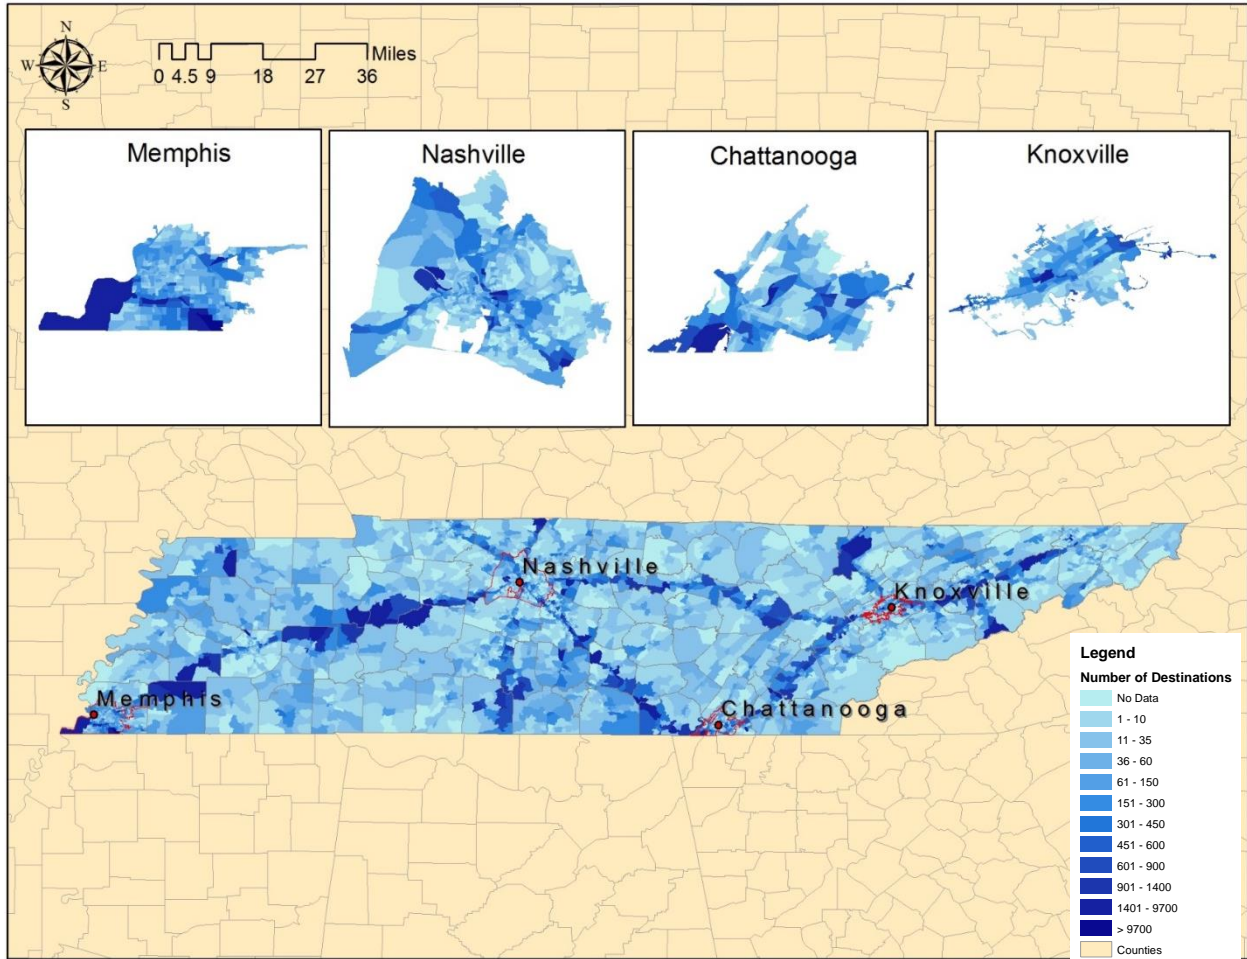 N
W E
S
Miles
0 4.5 9 18 27 36
Memphis
Nashville
Chattanooga
Knoxville
Nashville
Knoxville
Memphis
Chattanooga
Legend
Number of Destinations
No Data
1 - 10
11 - 35
36 - 60
61 - 150
151 - 300
301 - 450
451 - 600
601 - 900
901 - 1400
1401 - 9700
> 9700
Counties